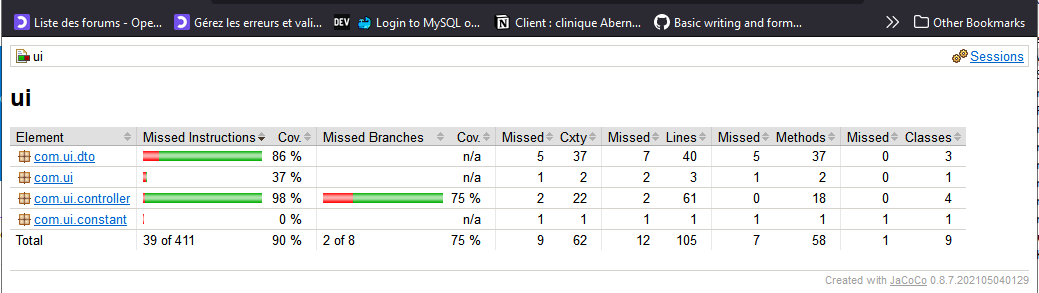 Liste des forums - Ope... Gérez les erreurs et vali... DEV Login to MySQL o... Client : clinique Abern... Basic writing and form... Other Bookmarks
ui Sessions
ui
Element Missed Instructions Cov. Missed Branches Cov. Missed Cxty Missed Lines Missed Methods Missed Classes
com.ui.dto 86 % n/a 5 37 7 40 5 37 0 3
com.ui 37 % n/a 1 2 2 3 1 2 0 1
com.ui.controller 98 % 75 % 2 22 2 61 0 18 0 4
com.ui.constant 0 % n/a 1 1 1 1 1 1 1 1
Total 39 of 411 90 % 2 of 8 75 % 9 62 12 105 7 58 1 9
Created with JaCoCo 0.8.7.202105040129